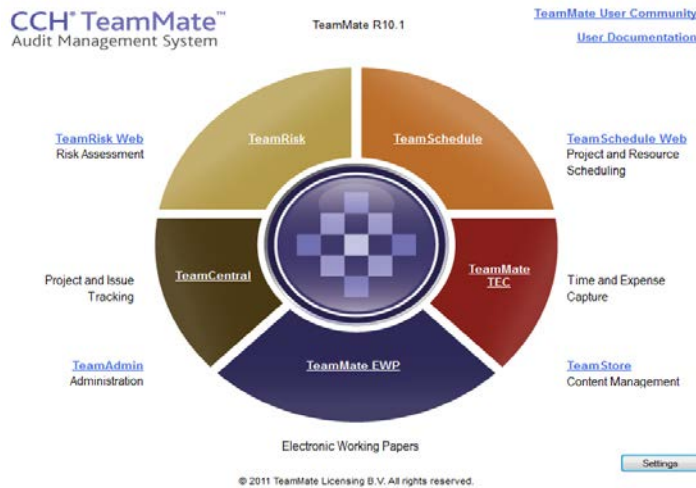 CCH® TeamMate™
Audit Management System
TeamMate R10.1
TeamMate User Community
User Documentation
TeamRisk Web
Risk Assessment
TeamRisk
TeamSchedule
TeamSchedule Web
Project and Resource
Scheduling
Project and Issue
Tracking
TeamCentral
TeamMate
TEC
Time and Expense
Capture
TeamAdmin
Administration
TeamMate EWP
TeamStore
Content Management
Electronic Working Papers
Settings
© 2011 TeamMate Licensing B.V. All rights reserved.